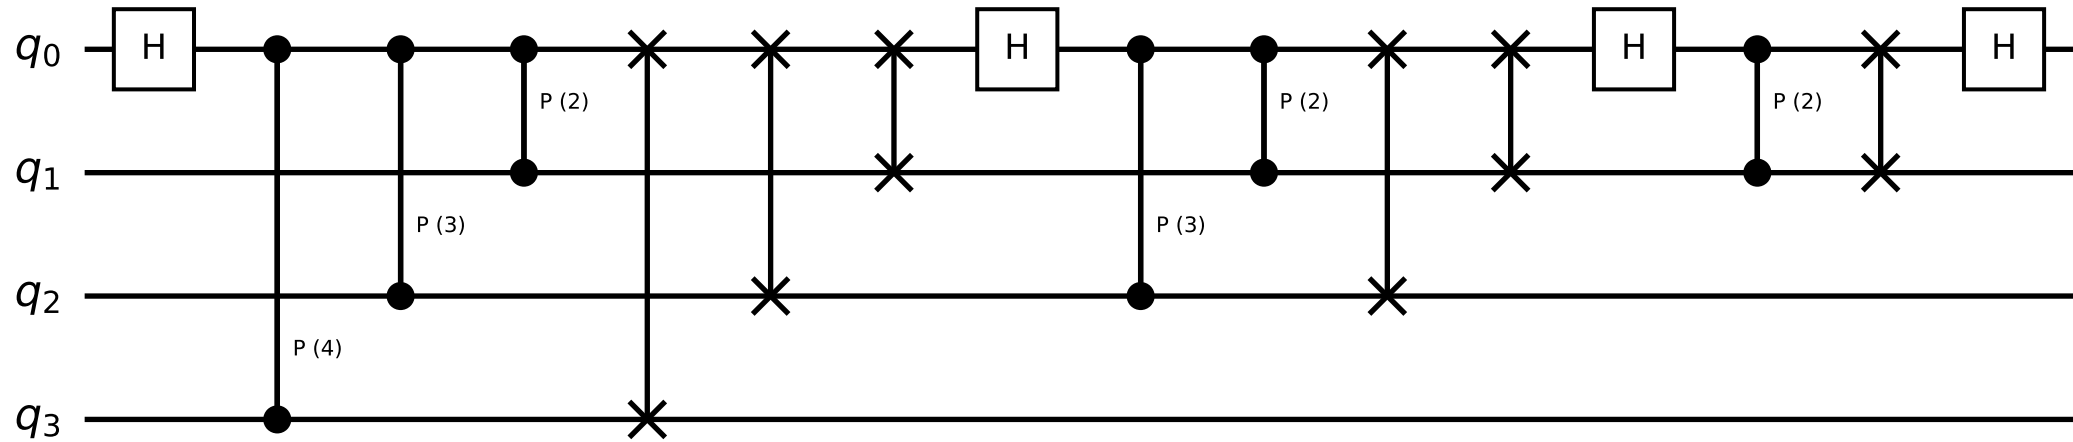 q0 H H H H
P (2) P (2) P (2)
q1
P (3) P (3)
q2
P (4)
q3